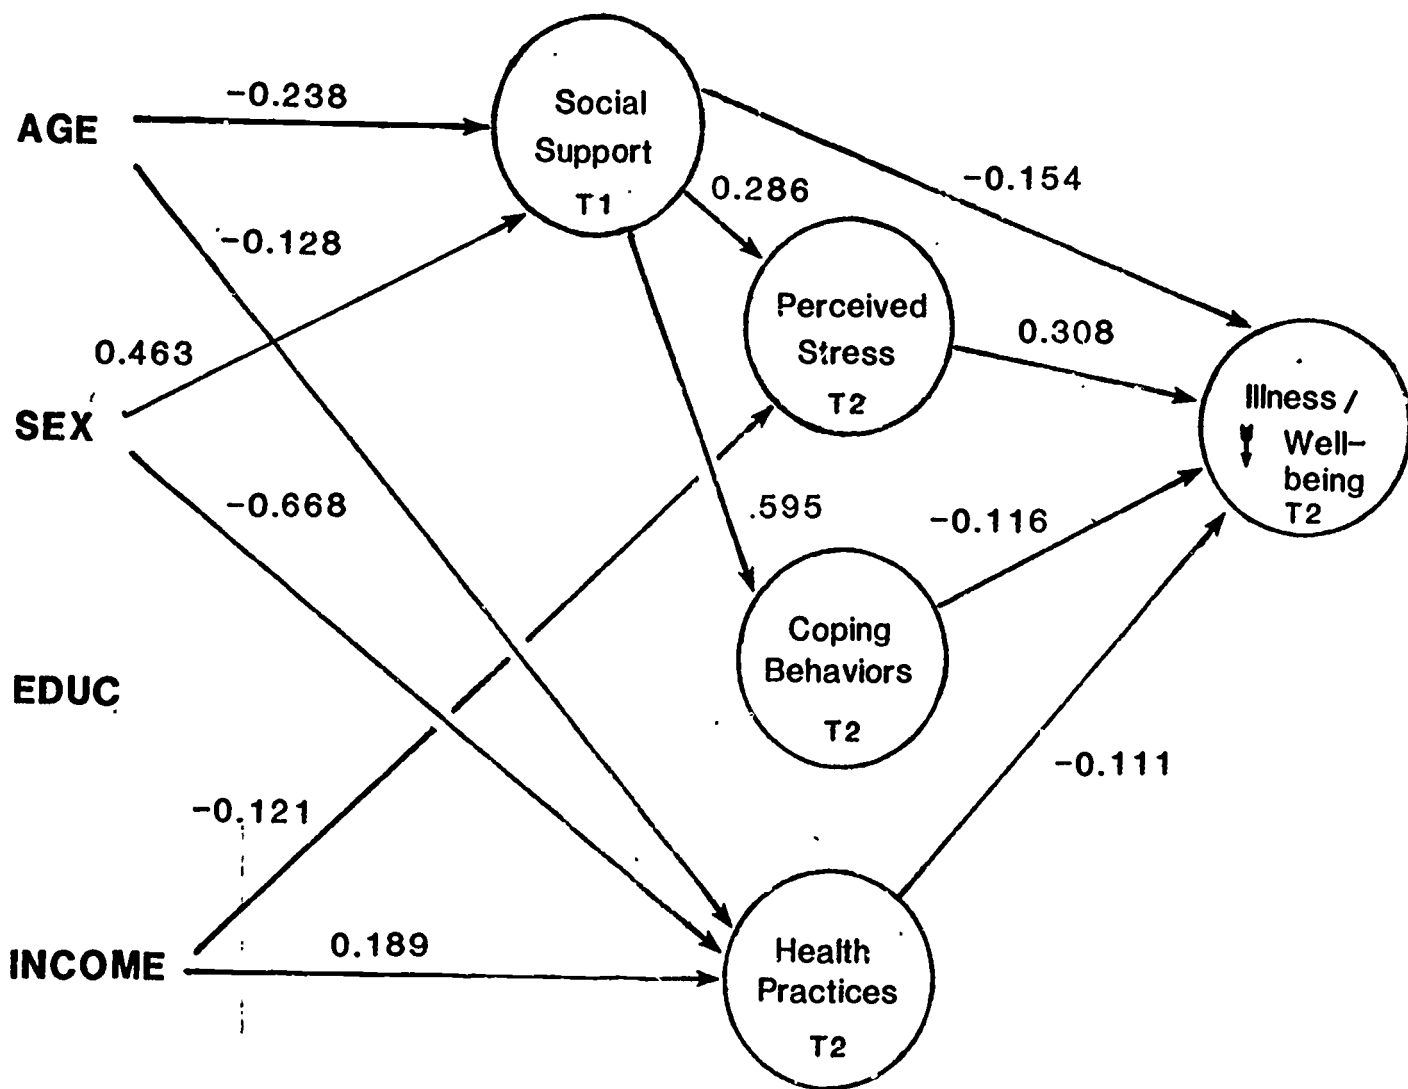 AGE
-0.238
Social
Support
T1
-0.154
0.286
-0.128
Perceived
Stress
T2
0.308
0.463
SEX
Illness /
Well-
being
T2
-0.668
.595
-0.116
Coping
Behaviors
T2
EDUC
-0.111
-0.121
INCOME
0.189
Health
Practices
T2